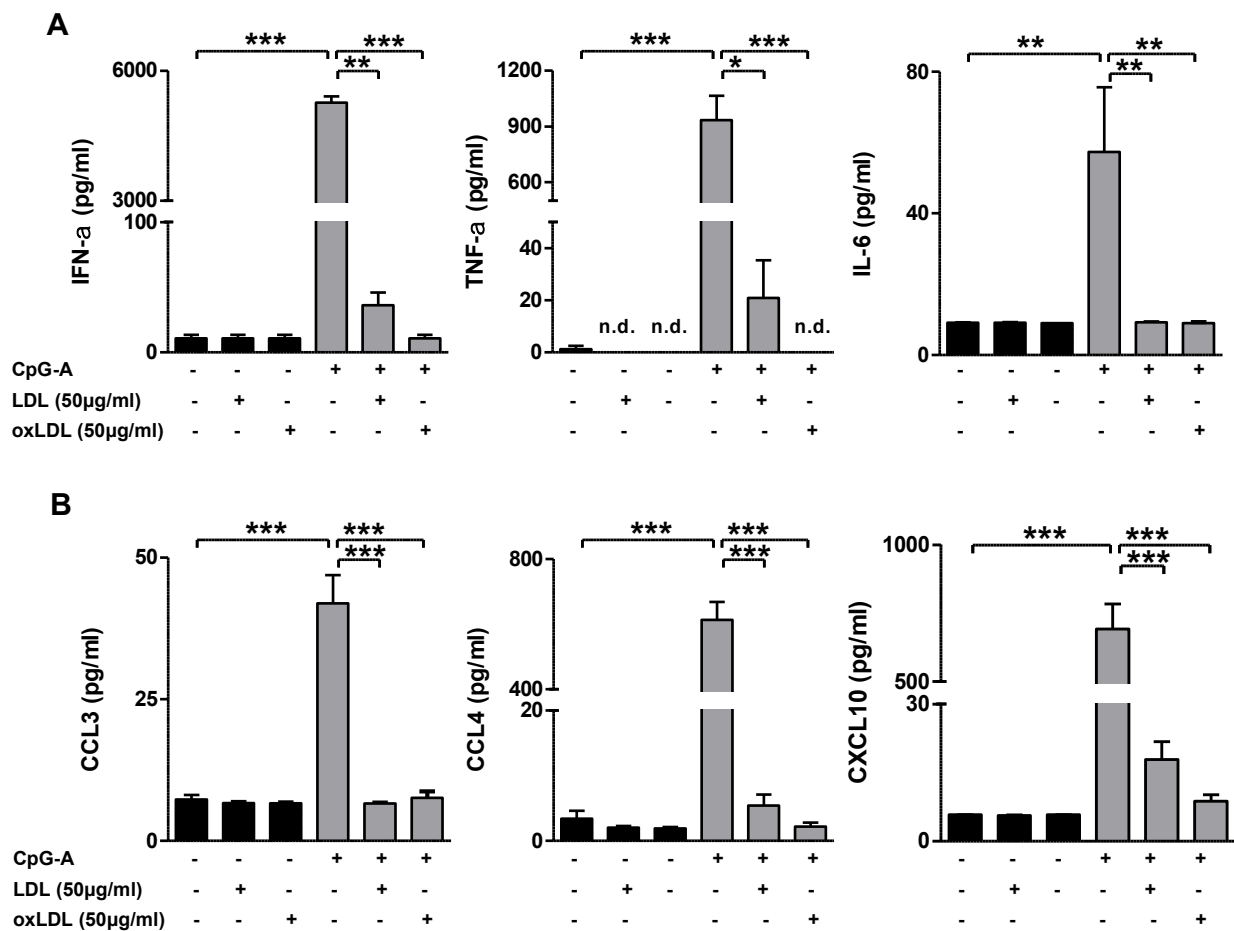 A
*** *** **
*** *** *
** ** **
6000
3000
100
0
IFN-a (pg/ml)
1200
900
600
40
20
0
TNF-a (pg/ml)
n.d. n.d. n.d.
80
40
0
IL-6 (pg/ml)
CpG-A - - - + + + - - - + + + - - - + + +
LDL (50µg/ml) - + - - + - - + - - + - - + - - + -
oxLDL (50µg/ml) - - + - - + - - - - - + - - - - - +
B
*** *** ***
*** *** ***
*** *** ***
50
25
0
CCL3 (pg/ml)
800
400
20
0
CCL4 (pg/ml)
1000
500
30
0
CXCL10 (pg/ml)
CpG-A - - - + + + - - - + + + - - - + + +
LDL (50µg/ml) - + - - + - - + - - + - - + - - + -
oxLDL (50µg/ml) - - + - - + - - - - - + - - - - - +